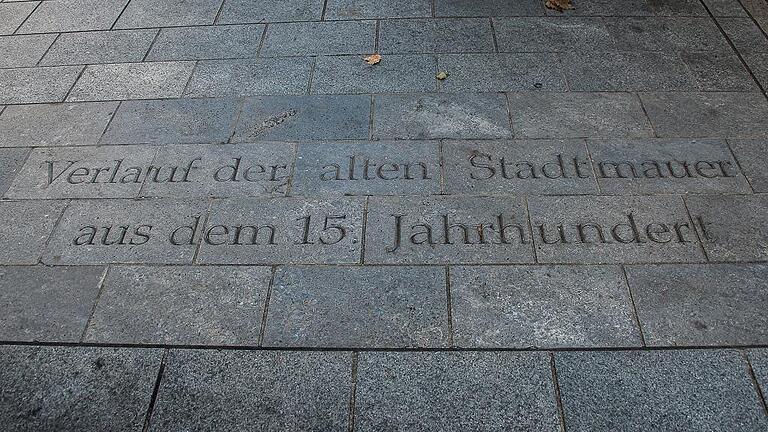 Verlauf der alten Stadtmauer
aus dem 15. Jahrhundert